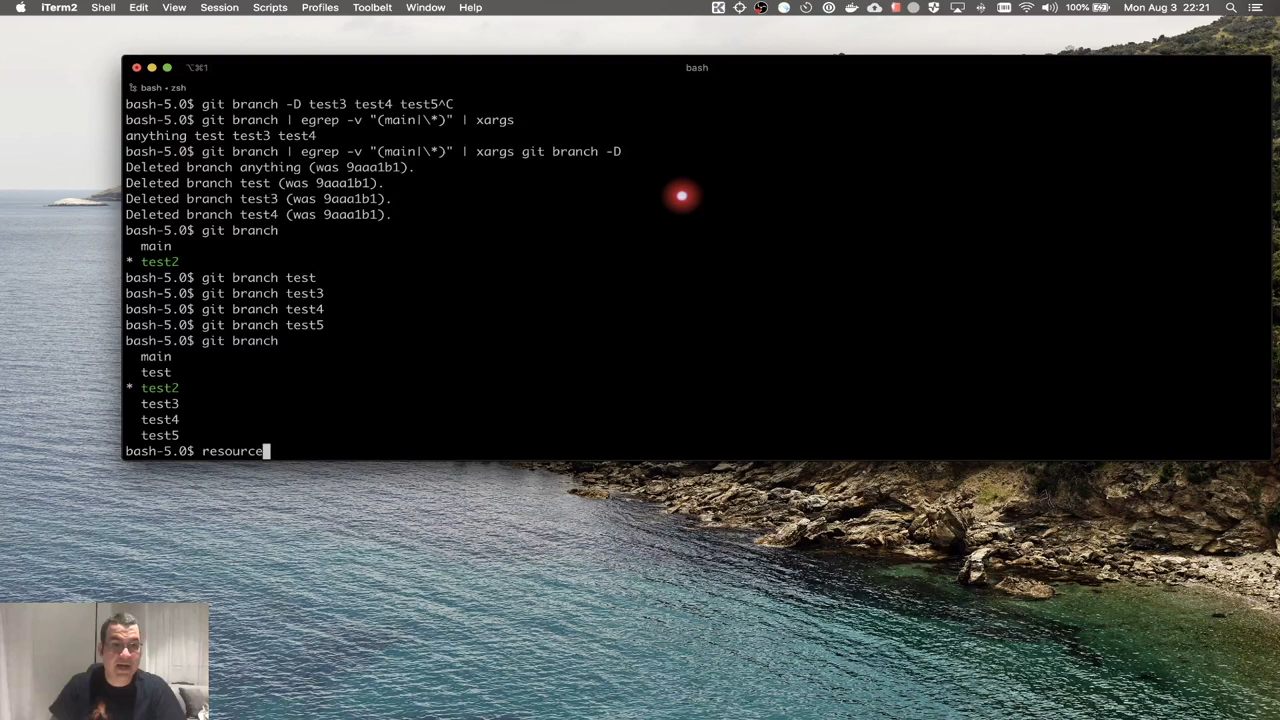 iTerm2 Shell Edit View Session Scripts Profiles Toolbelt Window Help 100% Mon Aug 3 22:21
⌥⌘1 bash
bash • zsh
bash-5.0$ git branch -D test3 test4 test5^C
bash-5.0$ git branch | egrep -v "(main|\*)" | xargs
anything test test3 test4
bash-5.0$ git branch | egrep -v "(main|\*)" | xargs git branch -D
Deleted branch anything (was 9aaa1b1).
Deleted branch test (was 9aaa1b1).
Deleted branch test3 (was 9aaa1b1).
Deleted branch test4 (was 9aaa1b1).
bash-5.0$ git branch
main
* test2
bash-5.0$ git branch test
bash-5.0$ git branch test3
bash-5.0$ git branch test4
bash-5.0$ git branch test5
bash-5.0$ git branch
main
test
* test2
test3
test4
test5
bash-5.0$ resource